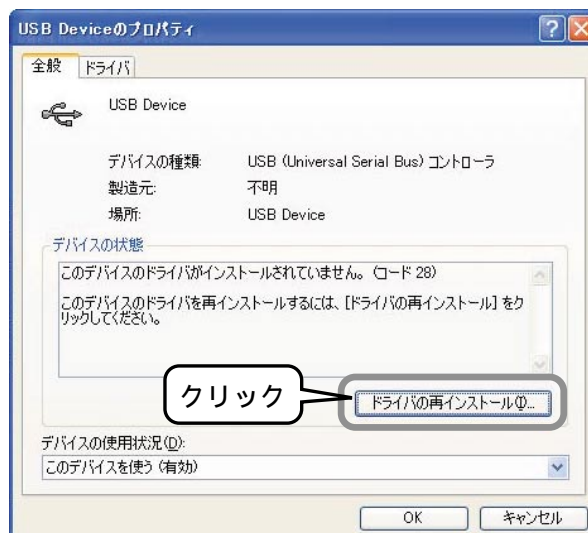 USB Deviceのプロパティ
全般 ドライバ
USB Device
デバイスの種類: USB (Universal Serial Bus) コントローラ
製造元: 不明
場所: USB Device
デバイスの状態
このデバイスのドライバがインストールされていません。 (コード 28)
このデバイスのドライバを再インストールするには、[ドライバの再インストール] をク
リックしてください。
クリック
ドライバの再インストール(I)...
デバイスの使用状況(D):
このデバイスを使う (有効)
OK キャンセル